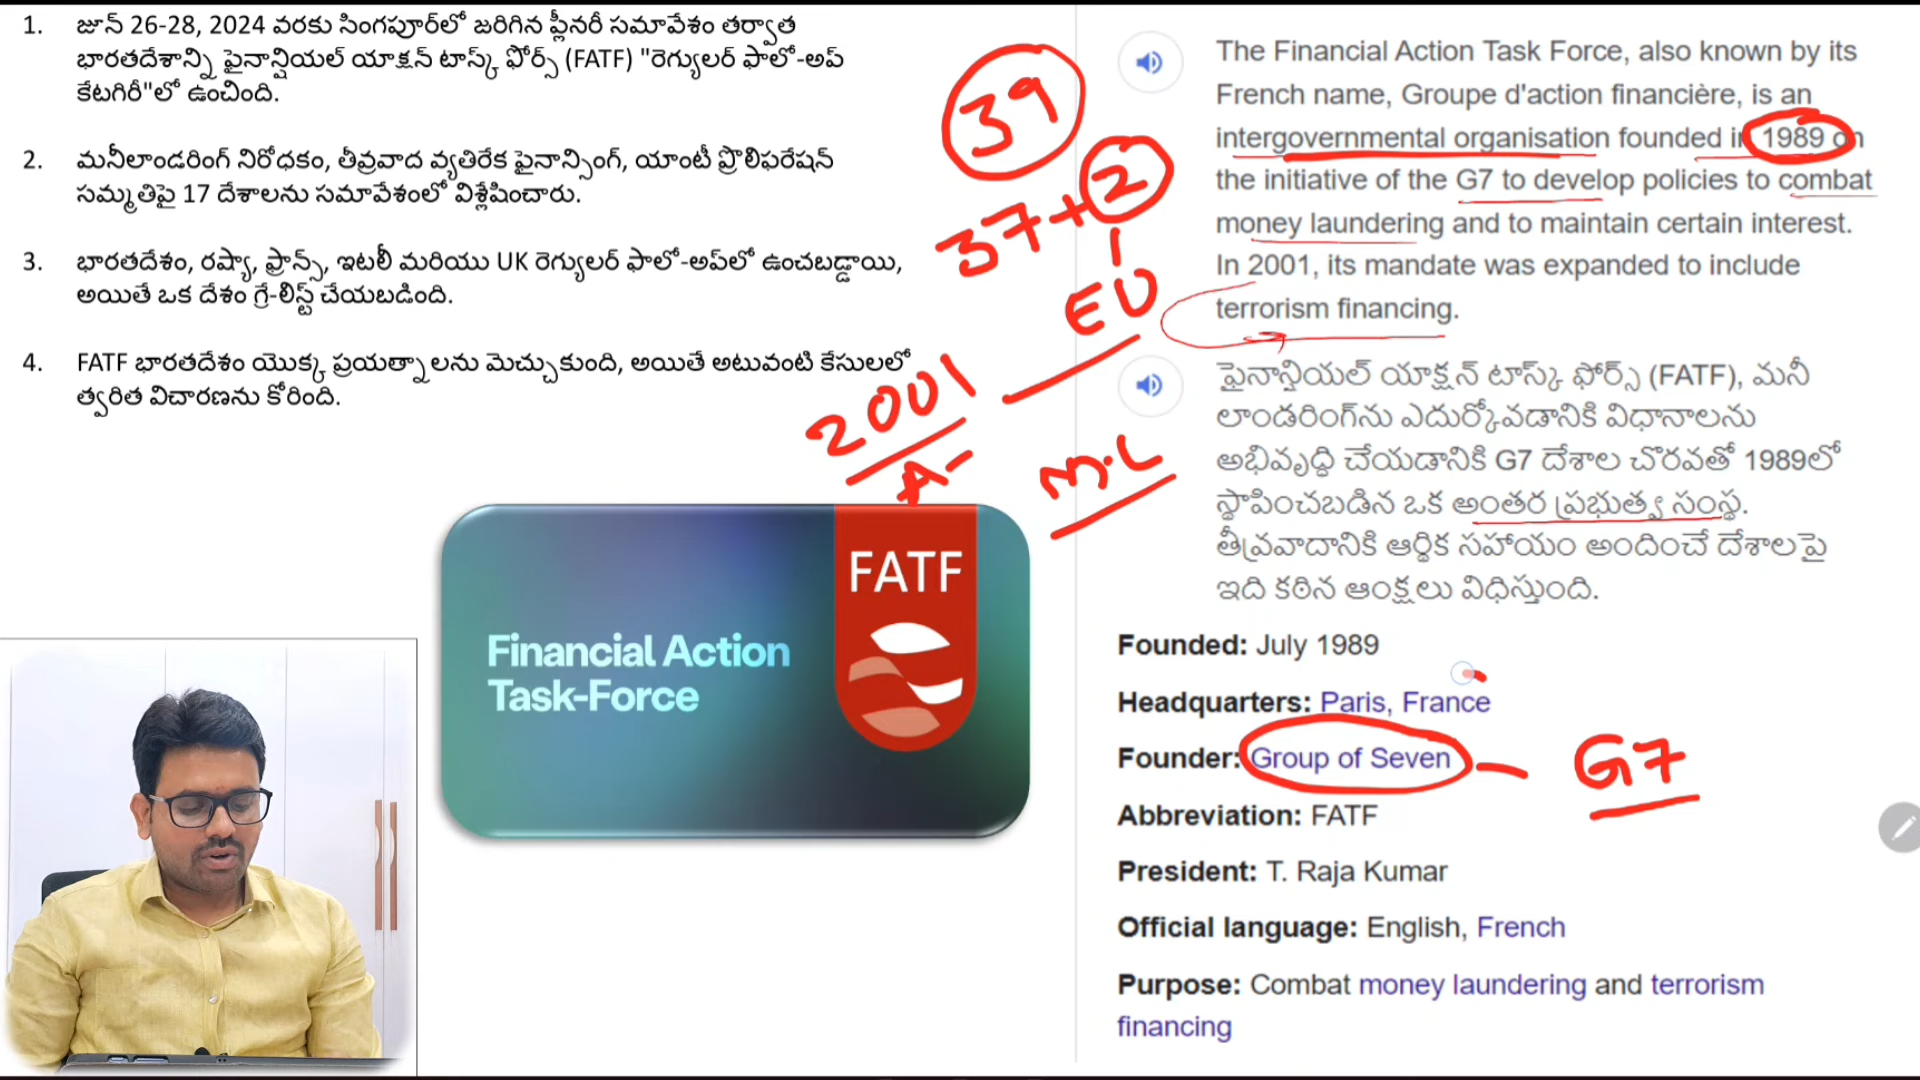 1. జూన్ 26-28, 2024 వరకు సింగపూర్‌లో జరిగిన ప్లీనరీ సమావేశం తర్వాత
భారతదేశాన్ని ఫైనాన్షియల్ యాక్షన్ టాస్క్ ఫోర్స్ (FATF) "రెగ్యులర్ ఫాలో-అప్
కేటగిరీ"లో ఉంచింది.
2. మనీలాండరింగ్ నిరోధకం, తీవ్రవాద వ్యతిరేక ఫైనాన్సింగ్, యాంటీ ప్రొలిఫరేషన్
సమ్మతిపై 17 దేశాలను సమావేశంలో విశ్లేషించారు.
3. భారతదేశం, రష్యా, ఫ్రాన్స్, ఇటలీ మరియు UK రెగ్యులర్ ఫాలో-అప్‌లో ఉంచబడ్డాయి,
అయితే ఒక దేశం గ్రే-లిస్ట్ చేయబడింది.
4. FATF భారతదేశం యొక్క ప్రయత్నాలను మెచ్చుకుంది, అయితే అటువంటి కేసులలో
త్వరిత విచారణను కోరింది.
39
37+2
EU
2001
A-
M.L
FATF
Financial Action
Task-Force
The Financial Action Task Force, also known by its
French name, Groupe d'action financière, is an
intergovernmental organisation founded in 1989 on
the initiative of the G7 to develop policies to combat
money laundering and to maintain certain interest.
In 2001, its mandate was expanded to include
terrorism financing.
ఫైనాన్షియల్ యాక్షన్ టాస్క్ ఫోర్స్ (FATF), మనీ
లాండరింగ్‌ను ఎదుర్కోవడానికి విధానాలను
అభివృద్ధి చేయడానికి G7 దేశాల చొరవతో 1989లో
స్థాపించబడిన ఒక అంతర ప్రభుత్వ సంస్థ.
తీవ్రవాదానికి ఆర్థిక సహాయం అందించే దేశాలపై
ఇది కఠిన ఆంక్షలు విధిస్తుంది.
Founded: July 1989
Headquarters: Paris, France
Founder: Group of Seven
G7
Abbreviation: FATF
President: T. Raja Kumar
Official language: English, French
Purpose: Combat money laundering and terrorism
financing